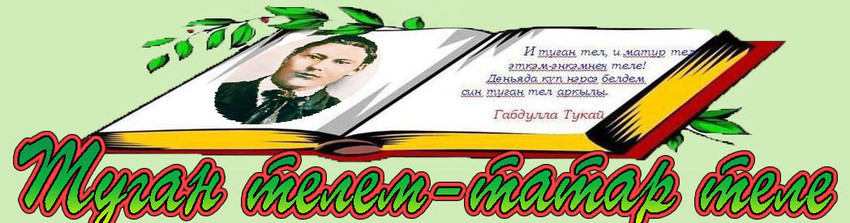 И туган тел, и матур тел
әткәм-әнкәмнең теле!
Дөньяда күп нәрсә белдем
син туган тел аркылы.
Габдулла Тукай
Туган телем-татар теле